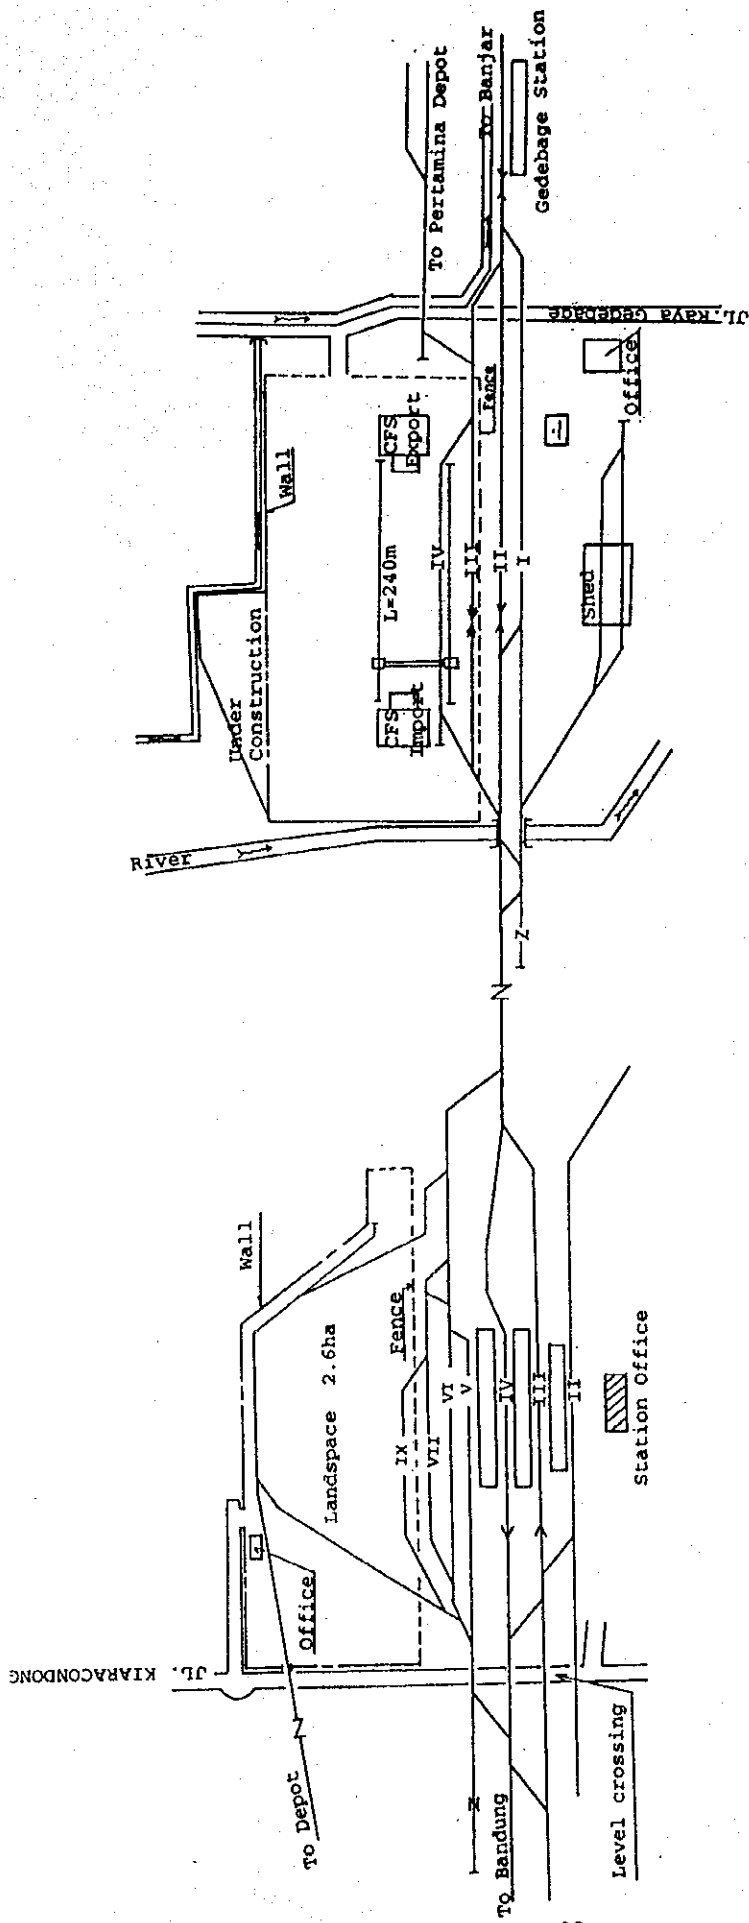 To Pertamina Depot
To Banjar
Gedebage Station
JL.Raya Gedebage
Wall
CFS
Export
Fence
Office
L=240m
IV
III
II
I
Shed
Under
Construction
CFS
Import
River
Z
Wall
Landspace 2.6ha
Fence
IX
VII
VI
V
IV
III
II
Station Office
Office
JL. KIARACONDONG
To Depot
To Bandung
Level crossing